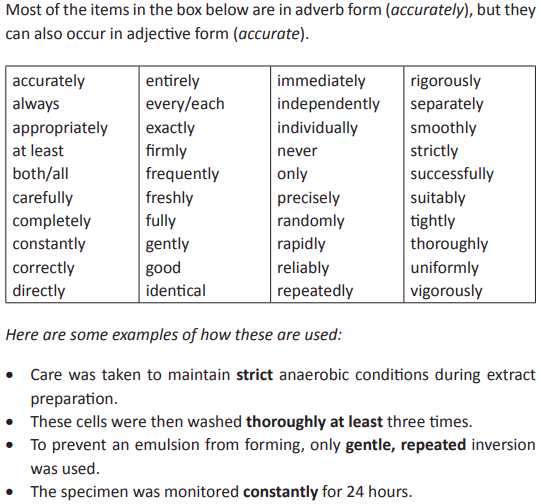 Most of the items in the box below are in adverb form (accurately), but they
can also occur in adjective form (accurate).
accurately entirely immediately rigorously
always every/each independently separately
appropriately exactly individually smoothly
at least firmly never strictly
both/all frequently only successfully
carefully freshly precisely suitably
completely fully randomly tightly
constantly gently rapidly thoroughly
correctly good reliably uniformly
directly identical repeatedly vigorously
Here are some examples of how these are used:
• Care was taken to maintain strict anaerobic conditions during extract
preparation.
• These cells were then washed thoroughly at least three times.
• To prevent an emulsion from forming, only gentle, repeated inversion
was used.
• The specimen was monitored constantly for 24 hours.